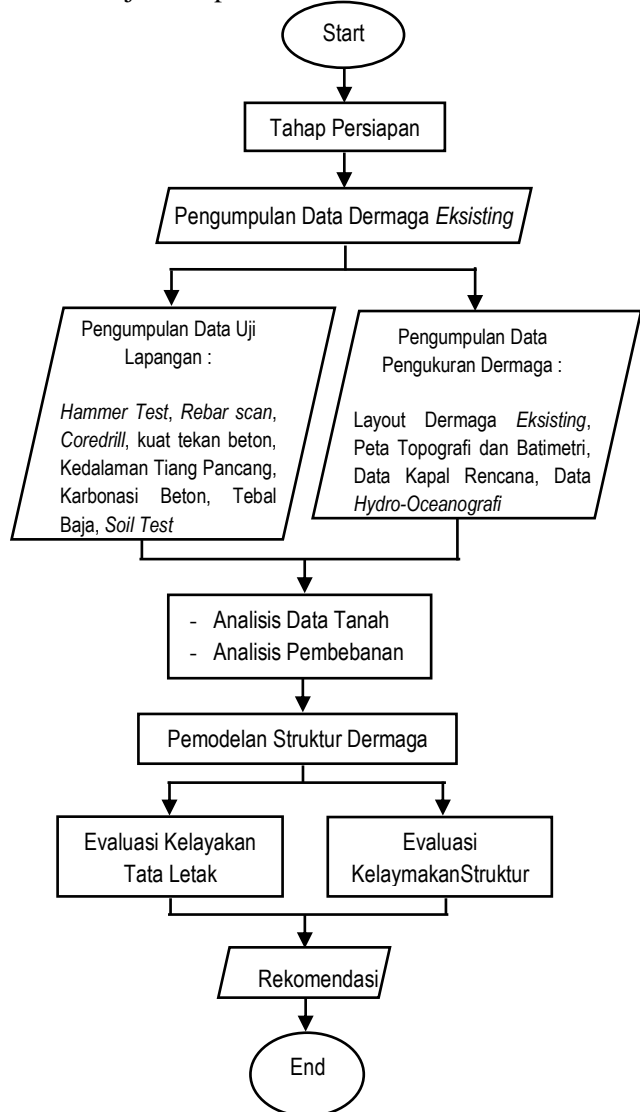 Start
Tahap Persiapan
Pengumpulan Data Dermaga Eksisting
Pengumpulan Data Uji
Lapangan :
Hammer Test, Rebar scan,
Coredrill, kuat tekan beton,
Kedalaman Tiang Pancang,
Karbonasi Beton, Tebal
Baja, Soil Test
Pengumpulan Data
Pengukuran Dermaga :
Layout Dermaga Eksisting,
Peta Topografi dan Batimetri,
Data Kapal Rencana, Data
Hydro-Oceanografi
- Analisis Data Tanah
- Analisis Pembebanan
Pemodelan Struktur Dermaga
Evaluasi Kelayakan
Tata Letak
Evaluasi
KelaymakanStruktur
Rekomendasi
End